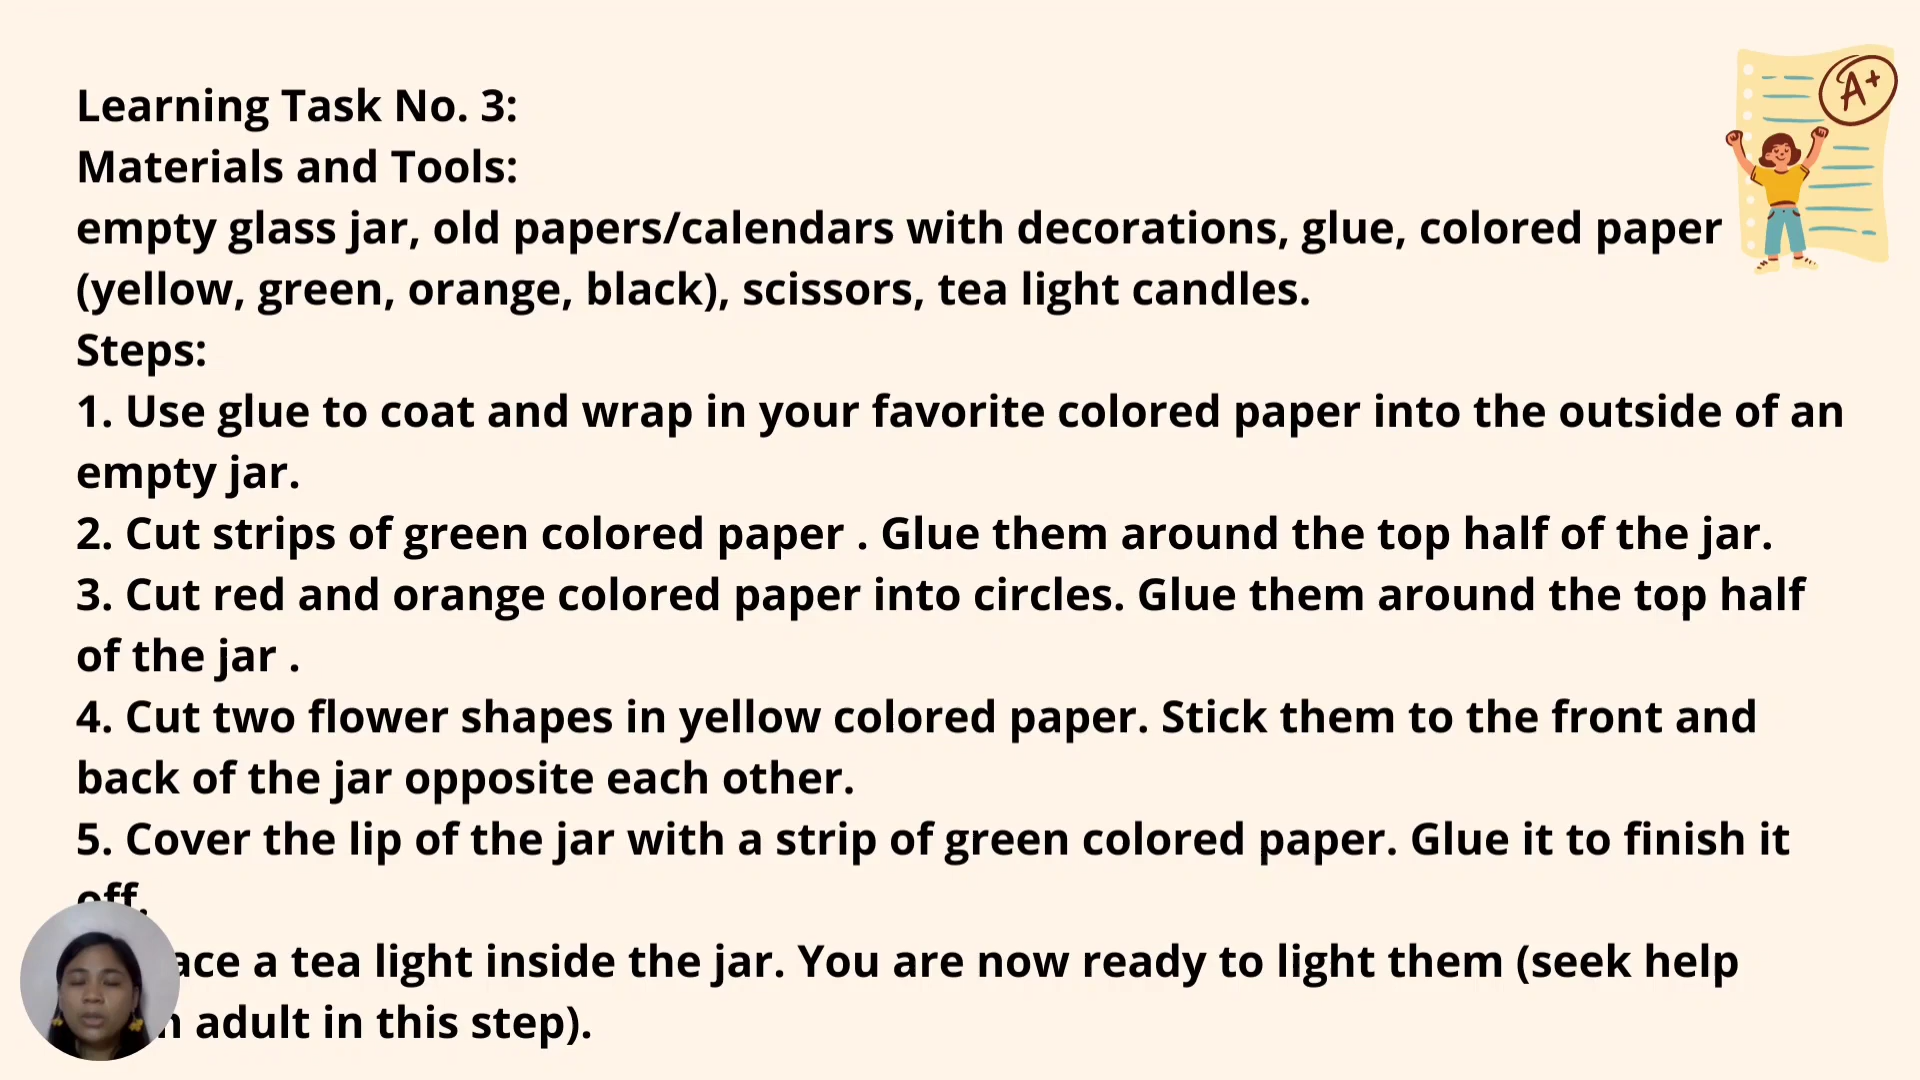 Learning Task No. 3:
Materials and Tools:
empty glass jar, old papers/calendars with decorations, glue, colored paper
(yellow, green, orange, black), scissors, tea light candles.
Steps:
1. Use glue to coat and wrap in your favorite colored paper into the outside of an
empty jar.
2. Cut strips of green colored paper . Glue them around the top half of the jar.
3. Cut red and orange colored paper into circles. Glue them around the top half
of the jar .
4. Cut two flower shapes in yellow colored paper. Stick them to the front and
back of the jar opposite each other.
5. Cover the lip of the jar with a strip of green colored paper. Glue it to finish it
off.
a tea light inside the jar. You are now ready to light them (seek help
adult in this step).
A+